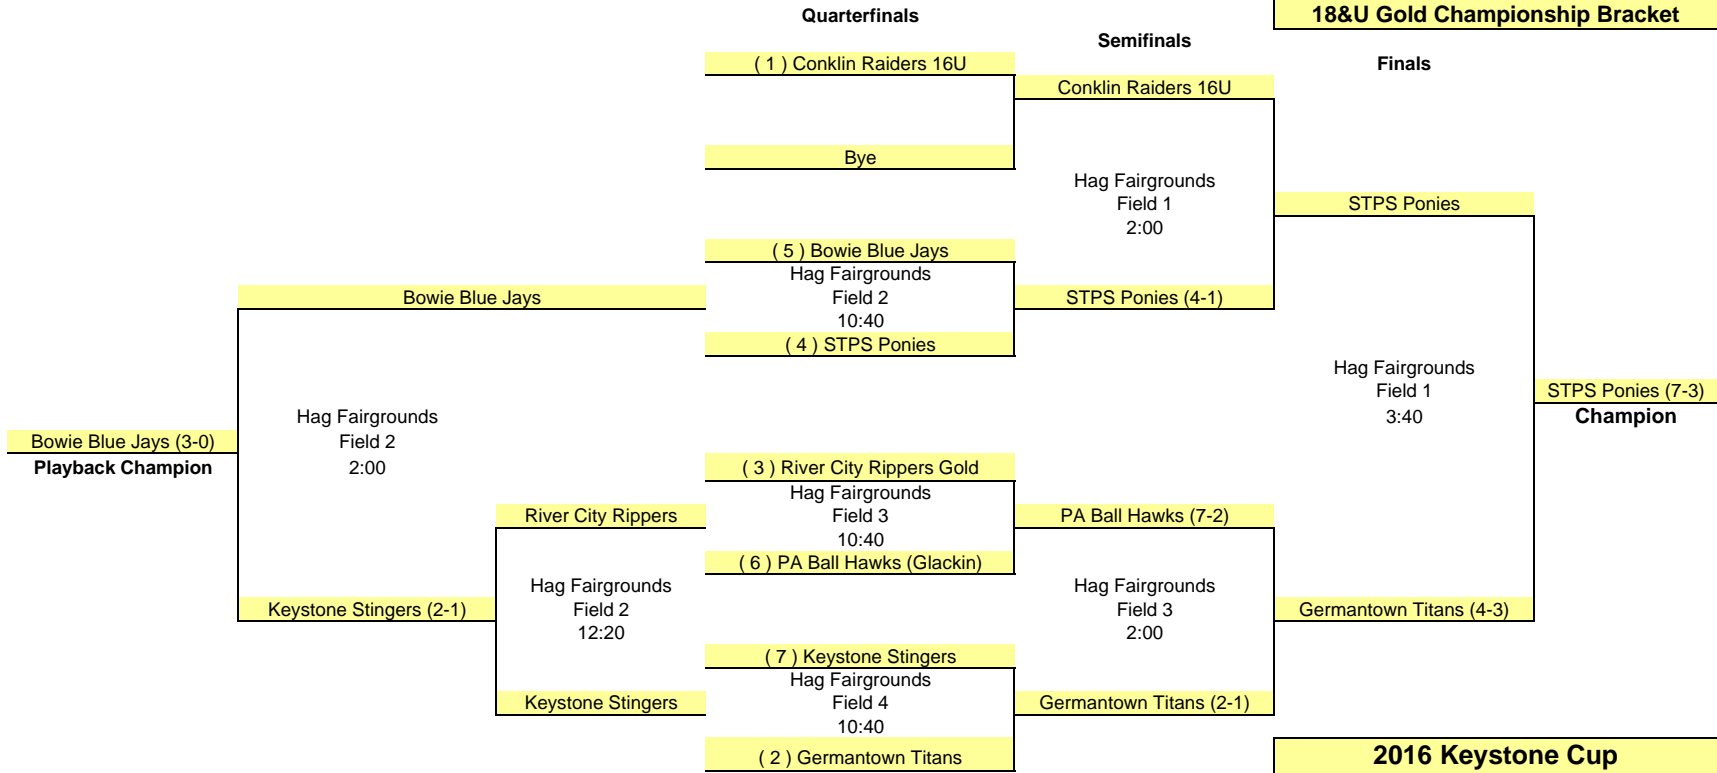 Quarterfinals
18&U Gold Championship Bracket
Semifinals
( 1 ) Conklin Raiders 16U
Finals
Conklin Raiders 16U
Bye
Hag Fairgrounds
Field 1
2:00
STPS Ponies
( 5 ) Bowie Blue Jays
Hag Fairgrounds
Field 2
10:40
Bowie Blue Jays
STPS Ponies (4-1)
( 4 ) STPS Ponies
Hag Fairgrounds
Field 1
3:40
STPS Ponies (7-3)
Champion
Hag Fairgrounds
Field 2
2:00
Bowie Blue Jays (3-0)
Playback Champion
( 3 ) River City Rippers Gold
Hag Fairgrounds
Field 3
10:40
River City Rippers
PA Ball Hawks (7-2)
( 6 ) PA Ball Hawks (Glackin)
Hag Fairgrounds
Field 2
12:20
Hag Fairgrounds
Field 3
2:00
Keystone Stingers (2-1)
Germantown Titans (4-3)
( 7 ) Keystone Stingers
Hag Fairgrounds
Field 4
10:40
Keystone Stingers
Germantown Titans (2-1)
( 2 ) Germantown Titans
2016 Keystone Cup